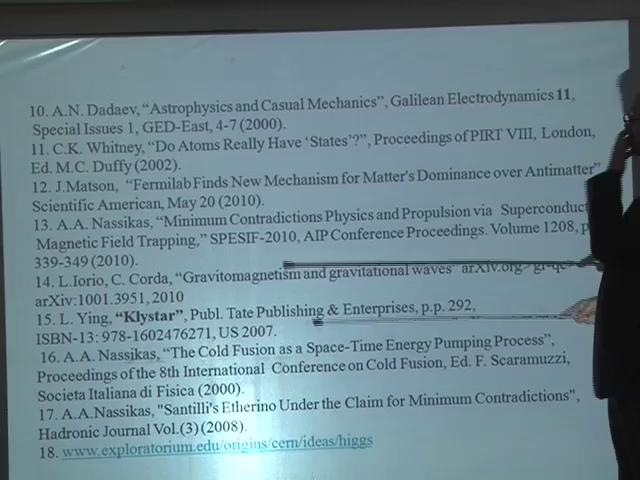 10. A.N. Dadaev, “Astrophysics and Casual Mechanics”, Galilean Electrodynamics 11,
Special Issues 1, GED-East, 4-7 (2000).
11. C.K. Whitney, “Do Atoms Really Have ‘States’?”, Proceedings of PIRT VIII, London,
Ed. M.C. Duffy (2002).
12. J.Matson, “Fermilab Finds New Mechanism for Matter's Dominance over Antimatter”
Scientific American, May 20 (2010).
13. A.A. Nassikas, “Minimum Contradictions Physics and Propulsion via Superconduct
Magnetic Field Trapping,” SPESIF-2010, AIP Conference Proceedings. Volume 1208, p
339-349 (2010).
14. L.Iorio, C. Corda, “Gravitomagnetism and gravitational waves” arXiv.org> gr-qc>
arXiv:1001.3951, 2010
15. L. Ying, “Klystar”, Publ. Tate Publishing & Enterprises, p.p. 292,
ISBN-13: 978-1602476271, US 2007.
16. A.A. Nassikas, “The Cold Fusion as a Space-Time Energy Pumping Process”,
Proceedings of the 8th International Conference on Cold Fusion, Ed. F. Scaramuzzi,
Societa Italiana di Fisica (2000).
17. A.A.Nassikas, "Santilli's Etherino Under the Claim for Minimum Contradictions",
Hadronic Journal Vol.(3) (2008).
18. www.exploratorium.edu/origins/cern/ideas/higgs